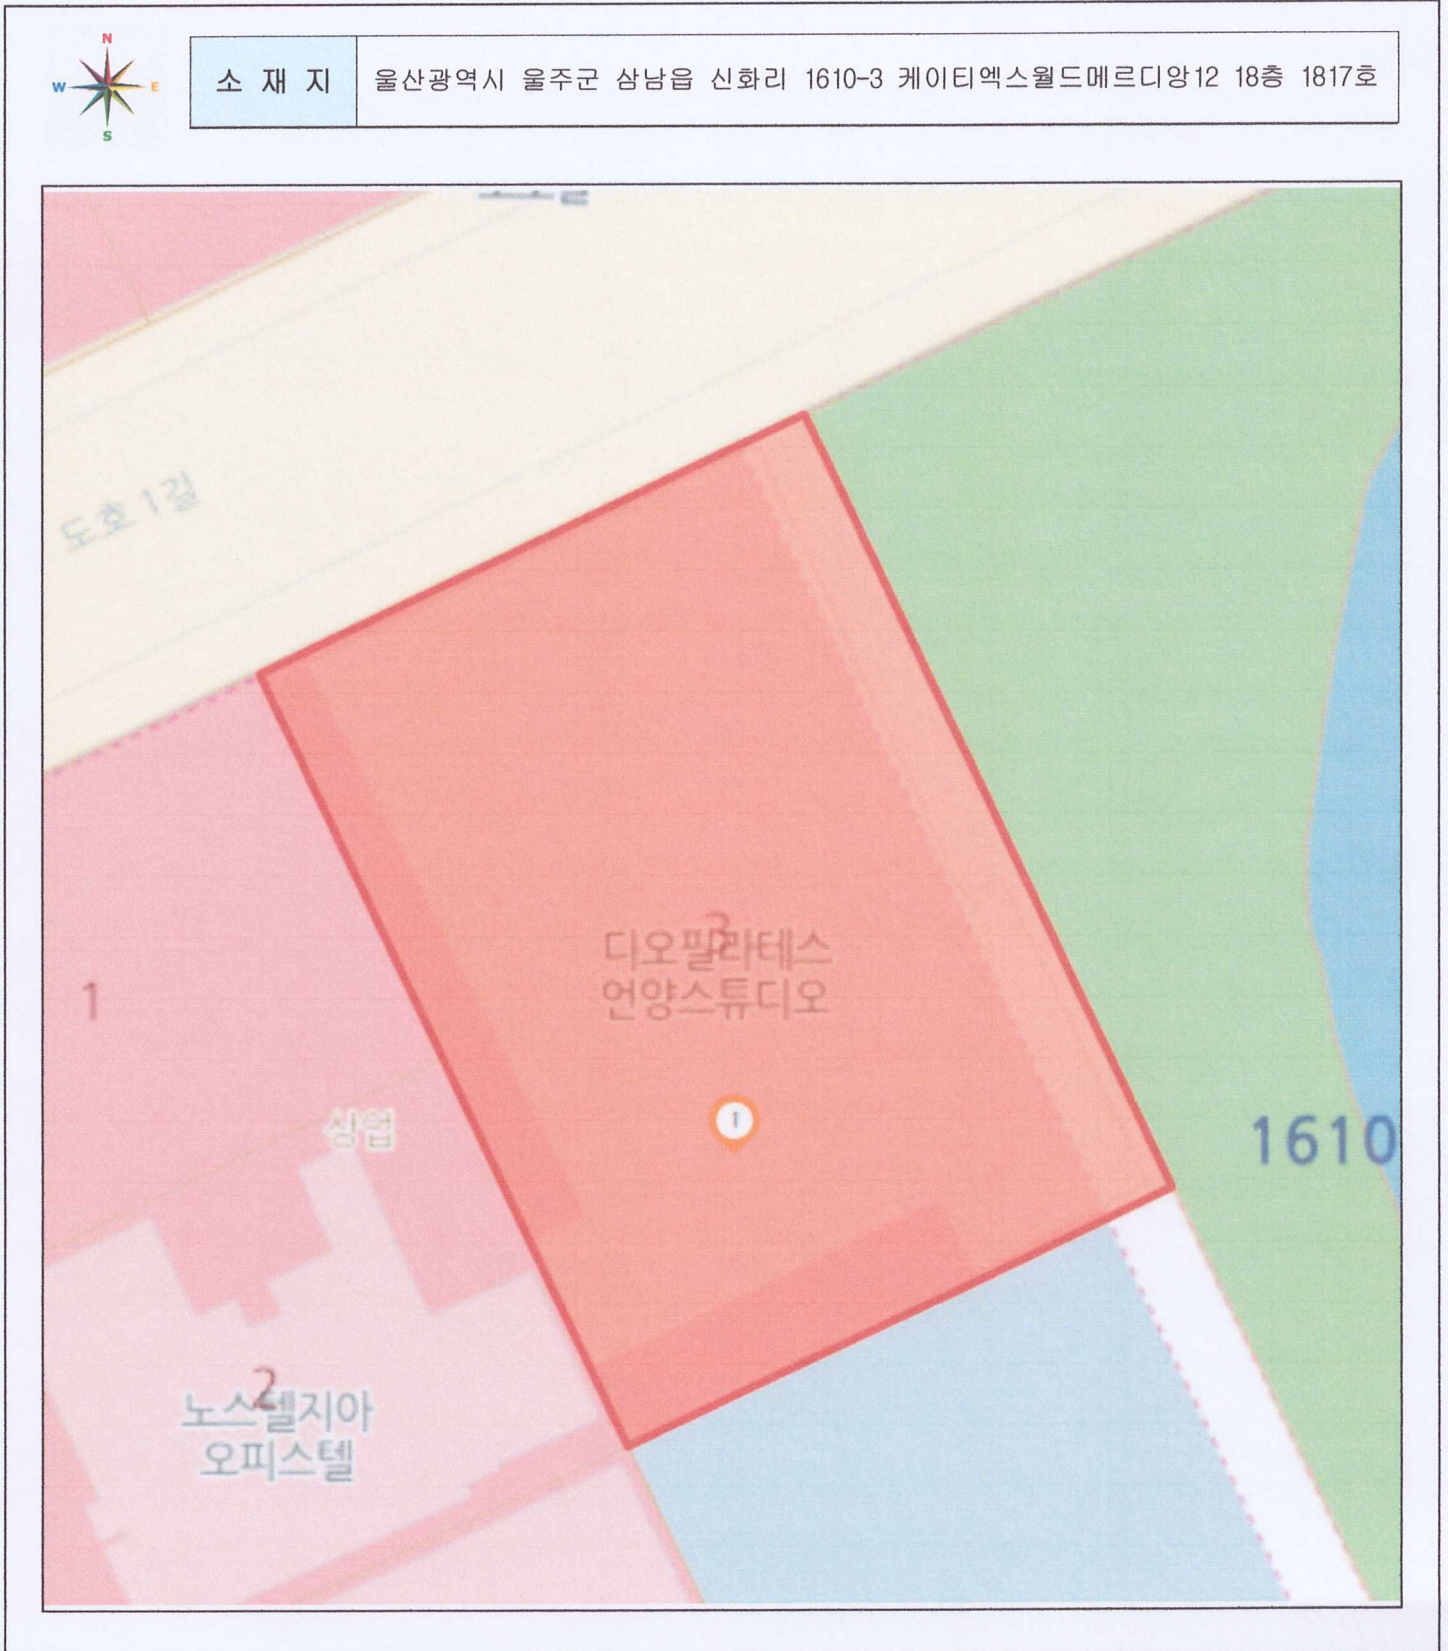 N
W E
S
소 재 지
울산광역시 울주군 삼남읍 신화리 1610-3 케이티엑스월드메르디앙12 18층 1817호
도호 1길
3
디오필라테스
언양스튜디오
1
상업
1
1610
2
노스텔지아
오피스텔